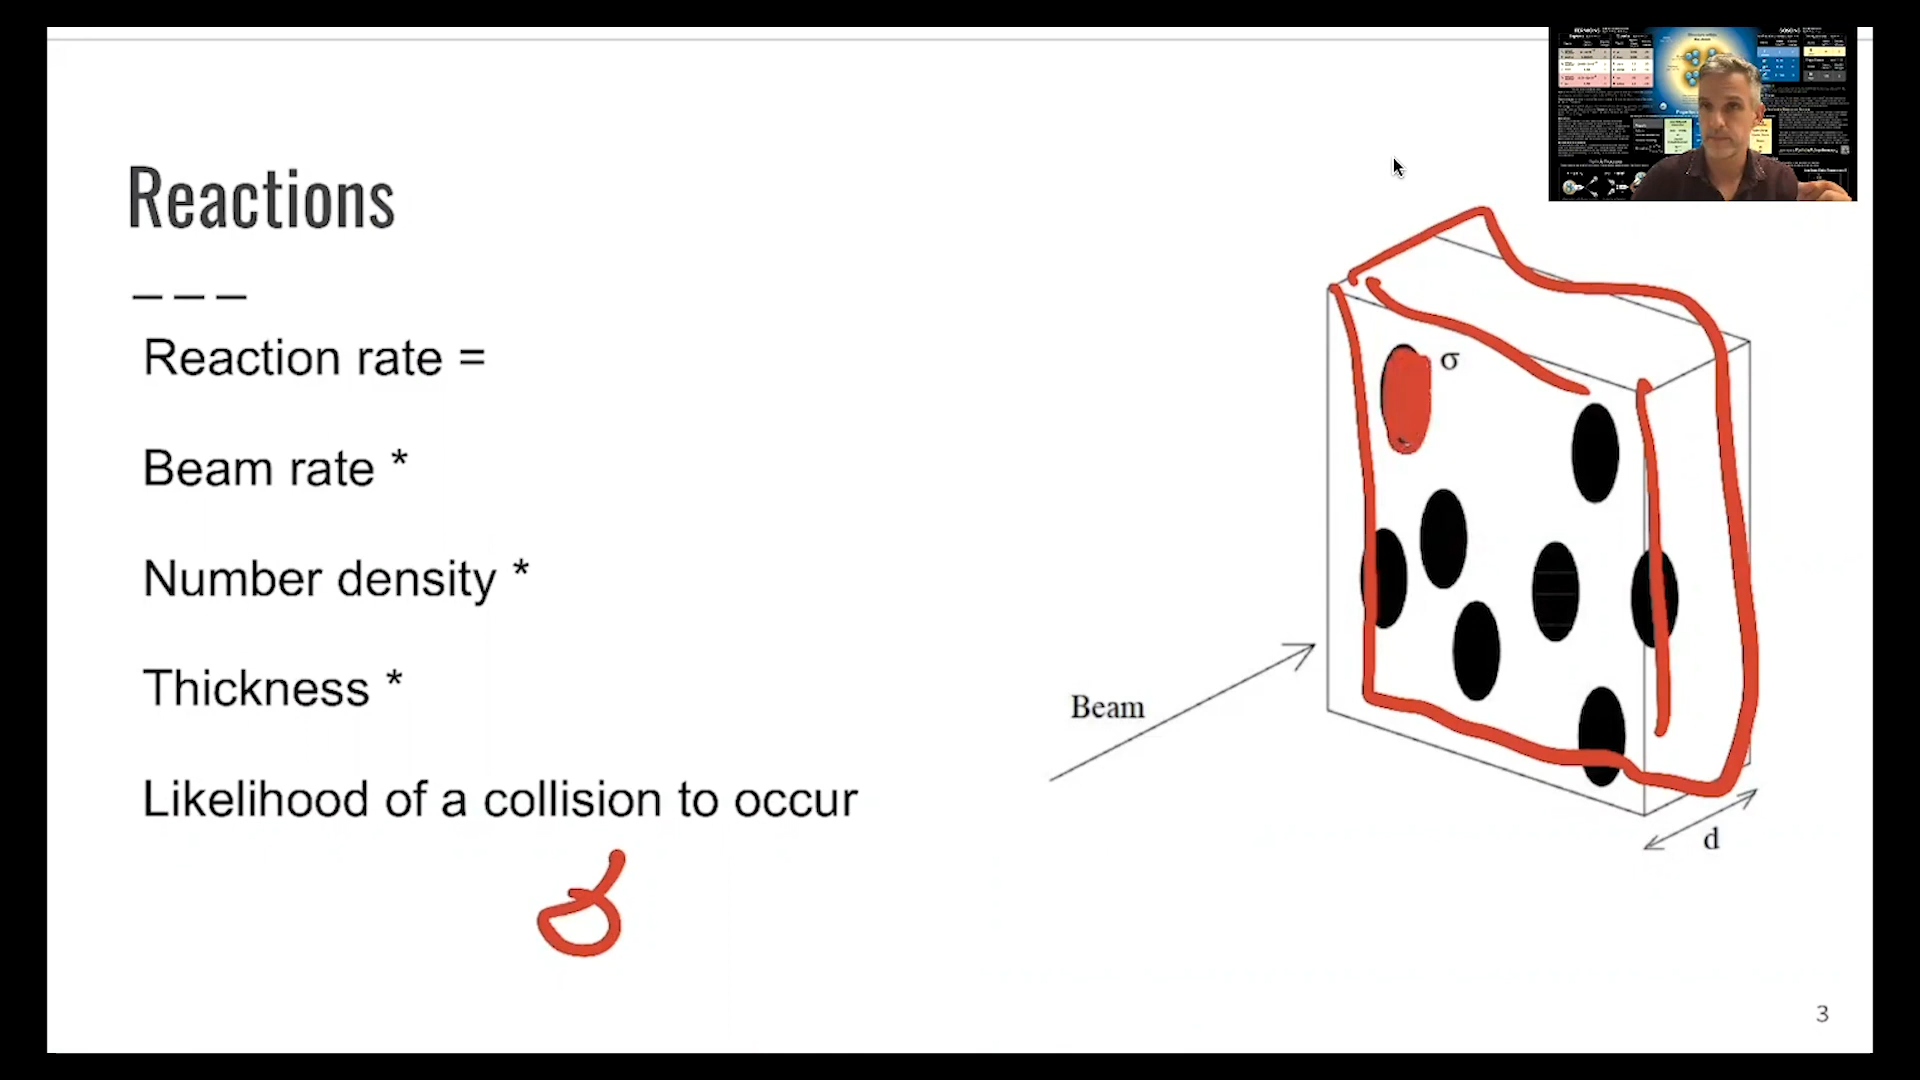 Reactions
Reaction rate =
Beam rate *
Number density *
Thickness *
Likelihood of a collision to occur
σ
σ
Beam
d
3